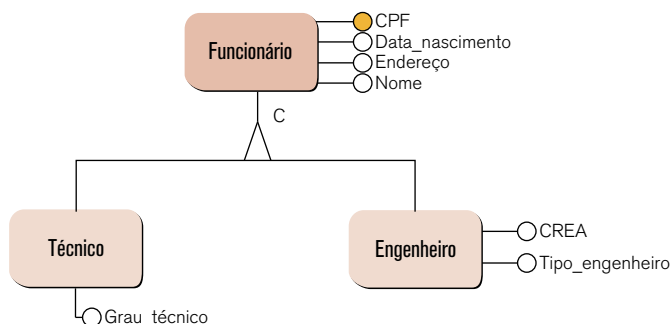 CPF
Funcionário
Data_nascimento
Endereço
Nome
C
Técnico
Engenheiro
CREA
Tipo_engenheiro
Grau_técnico